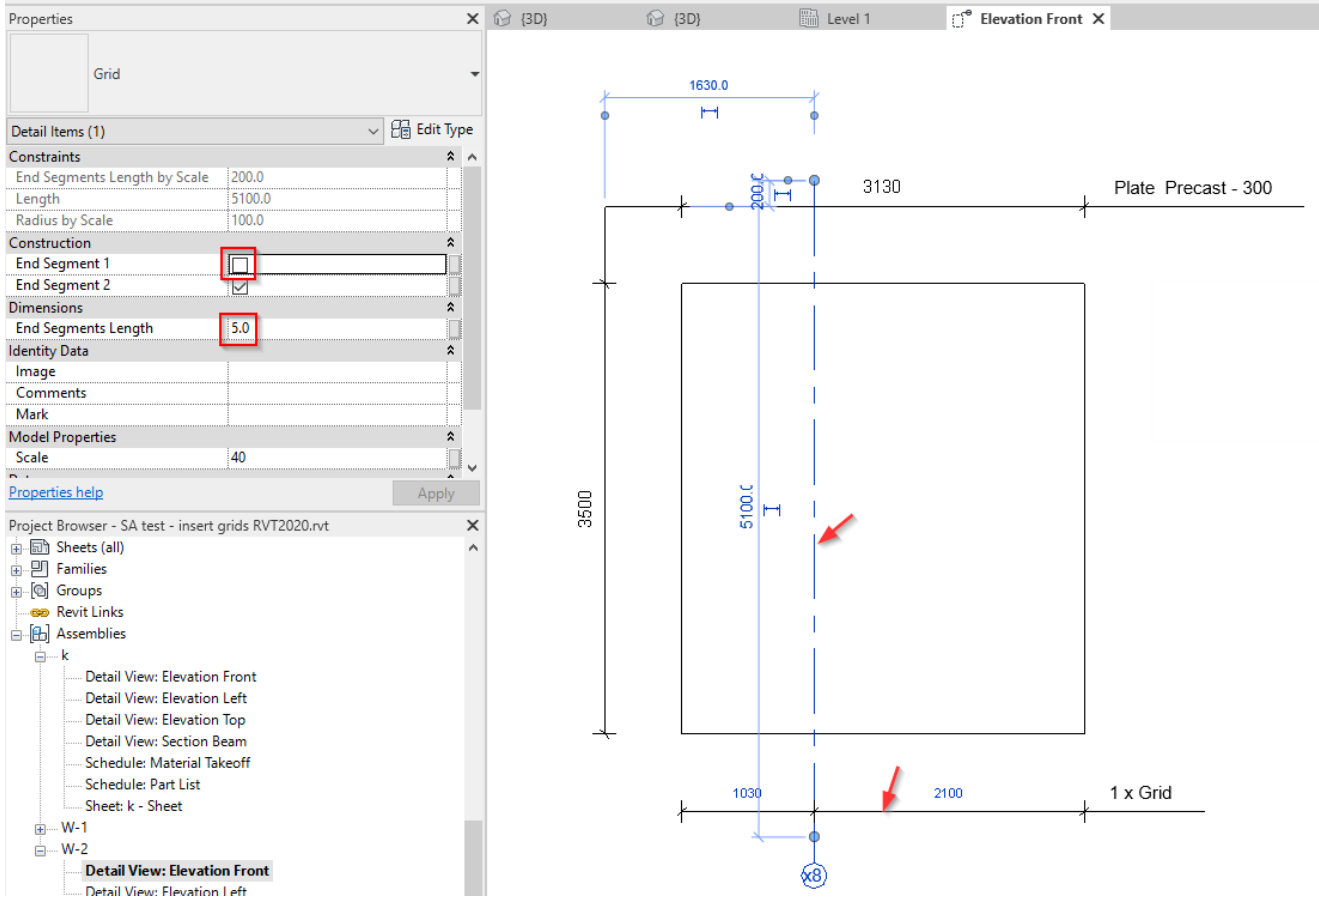 Properties
{3D}
{3D}
Level 1
Elevation Front
Grid
Detail Items (1)
Edit Type
Constraints
End Segments Length by Scale 200.0
Length 5100.0
Radius by Scale 100.0
Construction
End Segment 1
End Segment 2
Dimensions
End Segments Length 5.0
Identity Data
Image
Comments
Mark
Model Properties
Scale 40
Properties help
Apply
Project Browser - SA test - insert grids RVT2020.rvt
Sheets (all)
Families
Groups
Revit Links
Assemblies
k
Detail View: Elevation Front
Detail View: Elevation Left
Detail View: Elevation Top
Detail View: Section Beam
Schedule: Material Takeoff
Schedule: Part List
Sheet: k - Sheet
W-1
W-2
Detail View: Elevation Front
Detail View: Elevation Left
1630.0
200.0
3130
Plate Precast - 300
3500
5100.0
1030
2100
1 x Grid
x8